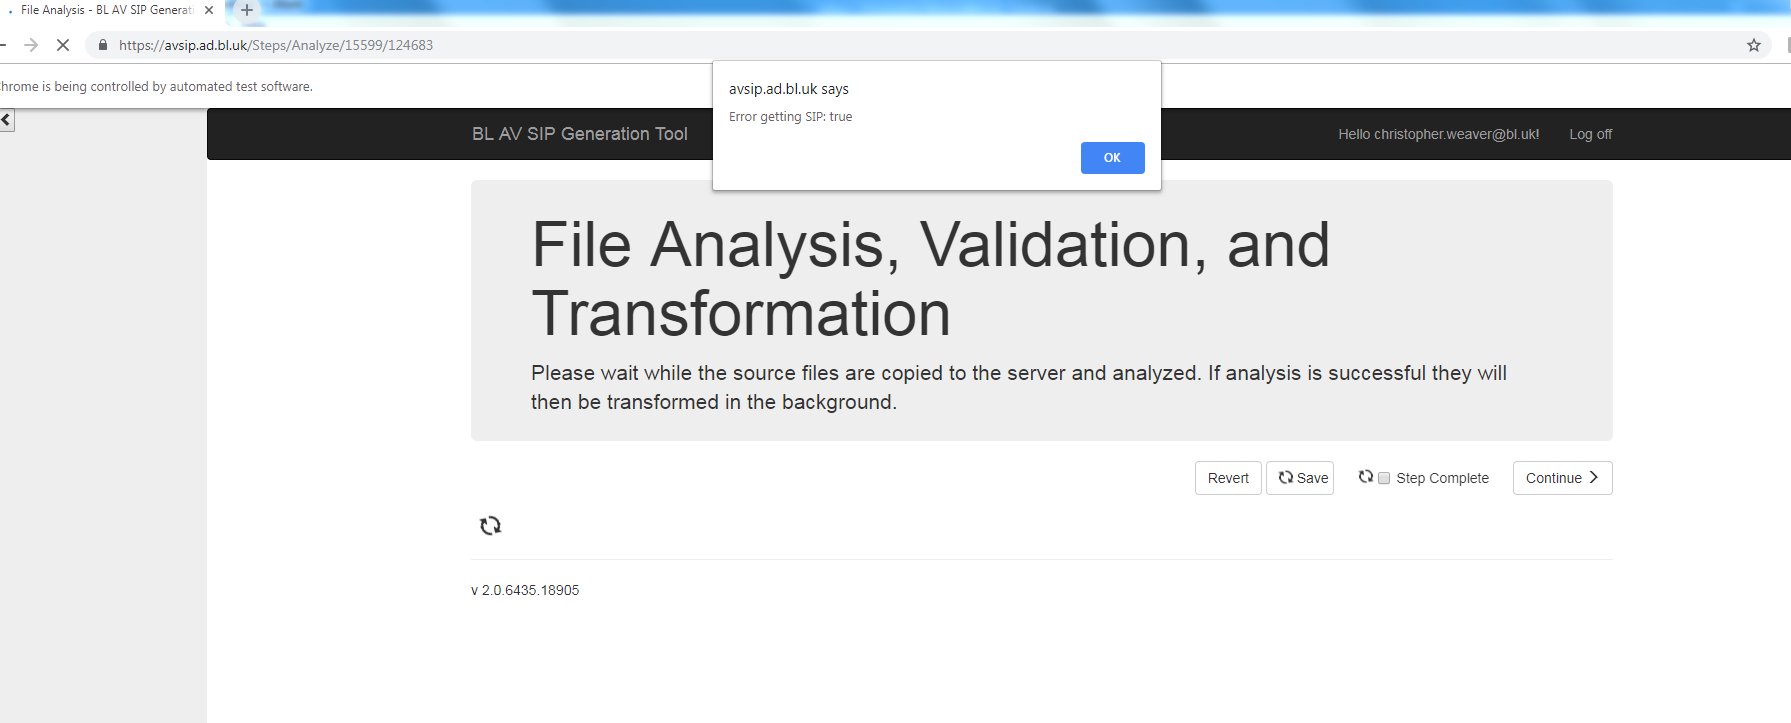 File Analysis - BL AV SIP Generati
https://avsip.ad.bl.uk/Steps/Analyze/15599/124683
hrome is being controlled by automated test software.
avsip.ad.bl.uk says
Error getting SIP: true
OK
BL AV SIP Generation Tool
Hello christopher.weaver@bl.uk!
Log off
File Analysis, Validation, and
Transformation
Please wait while the source files are copied to the server and analyzed. If analysis is successful they will
then be transformed in the background.
Revert
Save
Step Complete
Continue
v 2.0.6435.18905